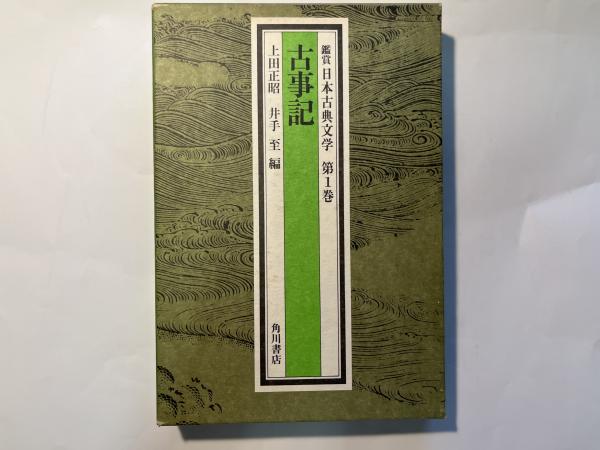 鑑賞 日本古典文学 第1巻
古事記
上田正昭 井手至 編
角川書店